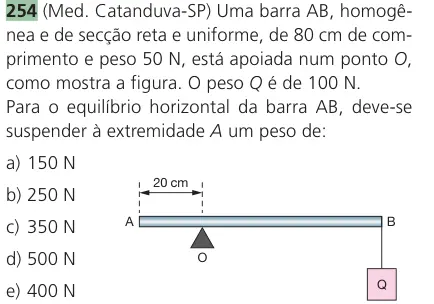 254 (Med. Catanduva-SP) Uma barra AB, homogê-
nea e de secção reta e uniforme, de 80 cm de com-
primento e peso 50 N, está apoiada num ponto O,
como mostra a figura. O peso Q é de 100 N.
Para o equilíbrio horizontal da barra AB, deve-se
suspender à extremidade A um peso de:
a) 150 N
b) 250 N
c) 350 N
d) 500 N
e) 400 N
20 cm
A
B
O
Q